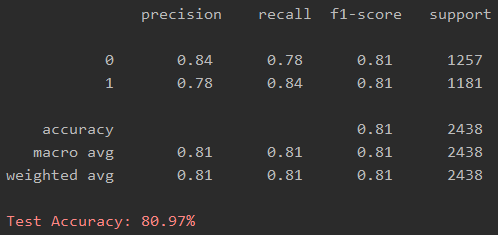 precision recall f1-score support
0 0.84 0.78 0.81 1257
1 0.78 0.84 0.81 1181
accuracy 0.81 2438
macro avg 0.81 0.81 0.81 2438
weighted avg 0.81 0.81 0.81 2438
Test Accuracy: 80.97%